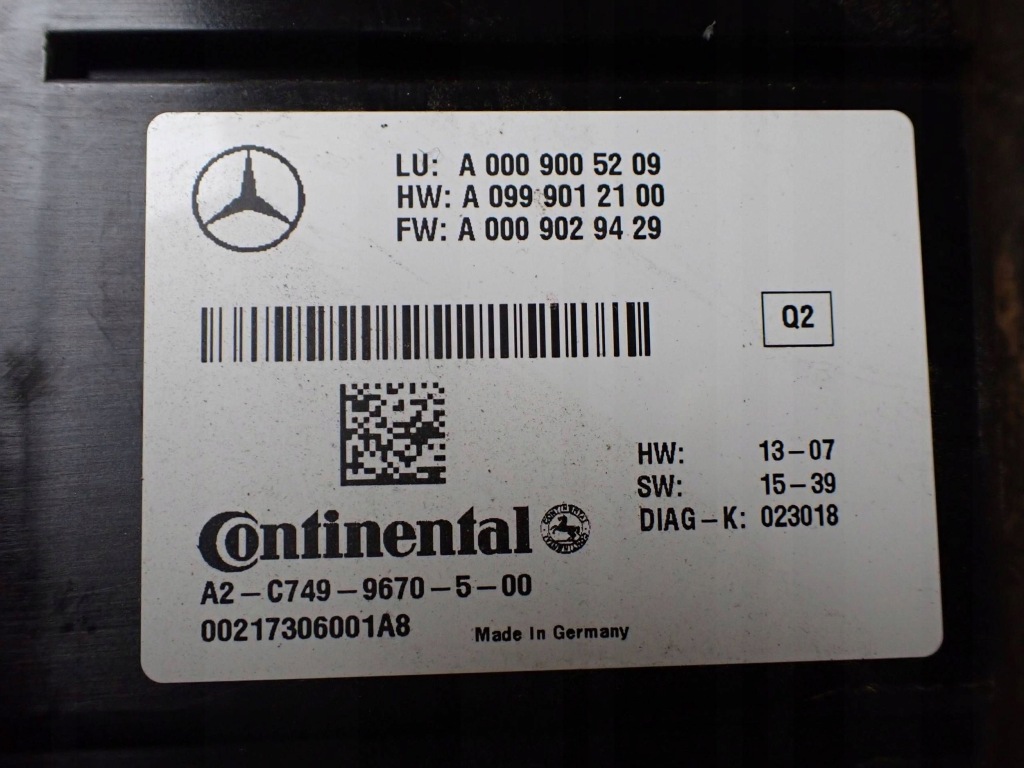 LU: A 000 900 52 09
HW: A 099 901 21 00
FW: A 000 902 94 29
Q2
HW: 13-07
SW: 15-39
DIAG-K: 023018
Continental
A2-C749-9670-5-00
00217306001A8
Made In Germany